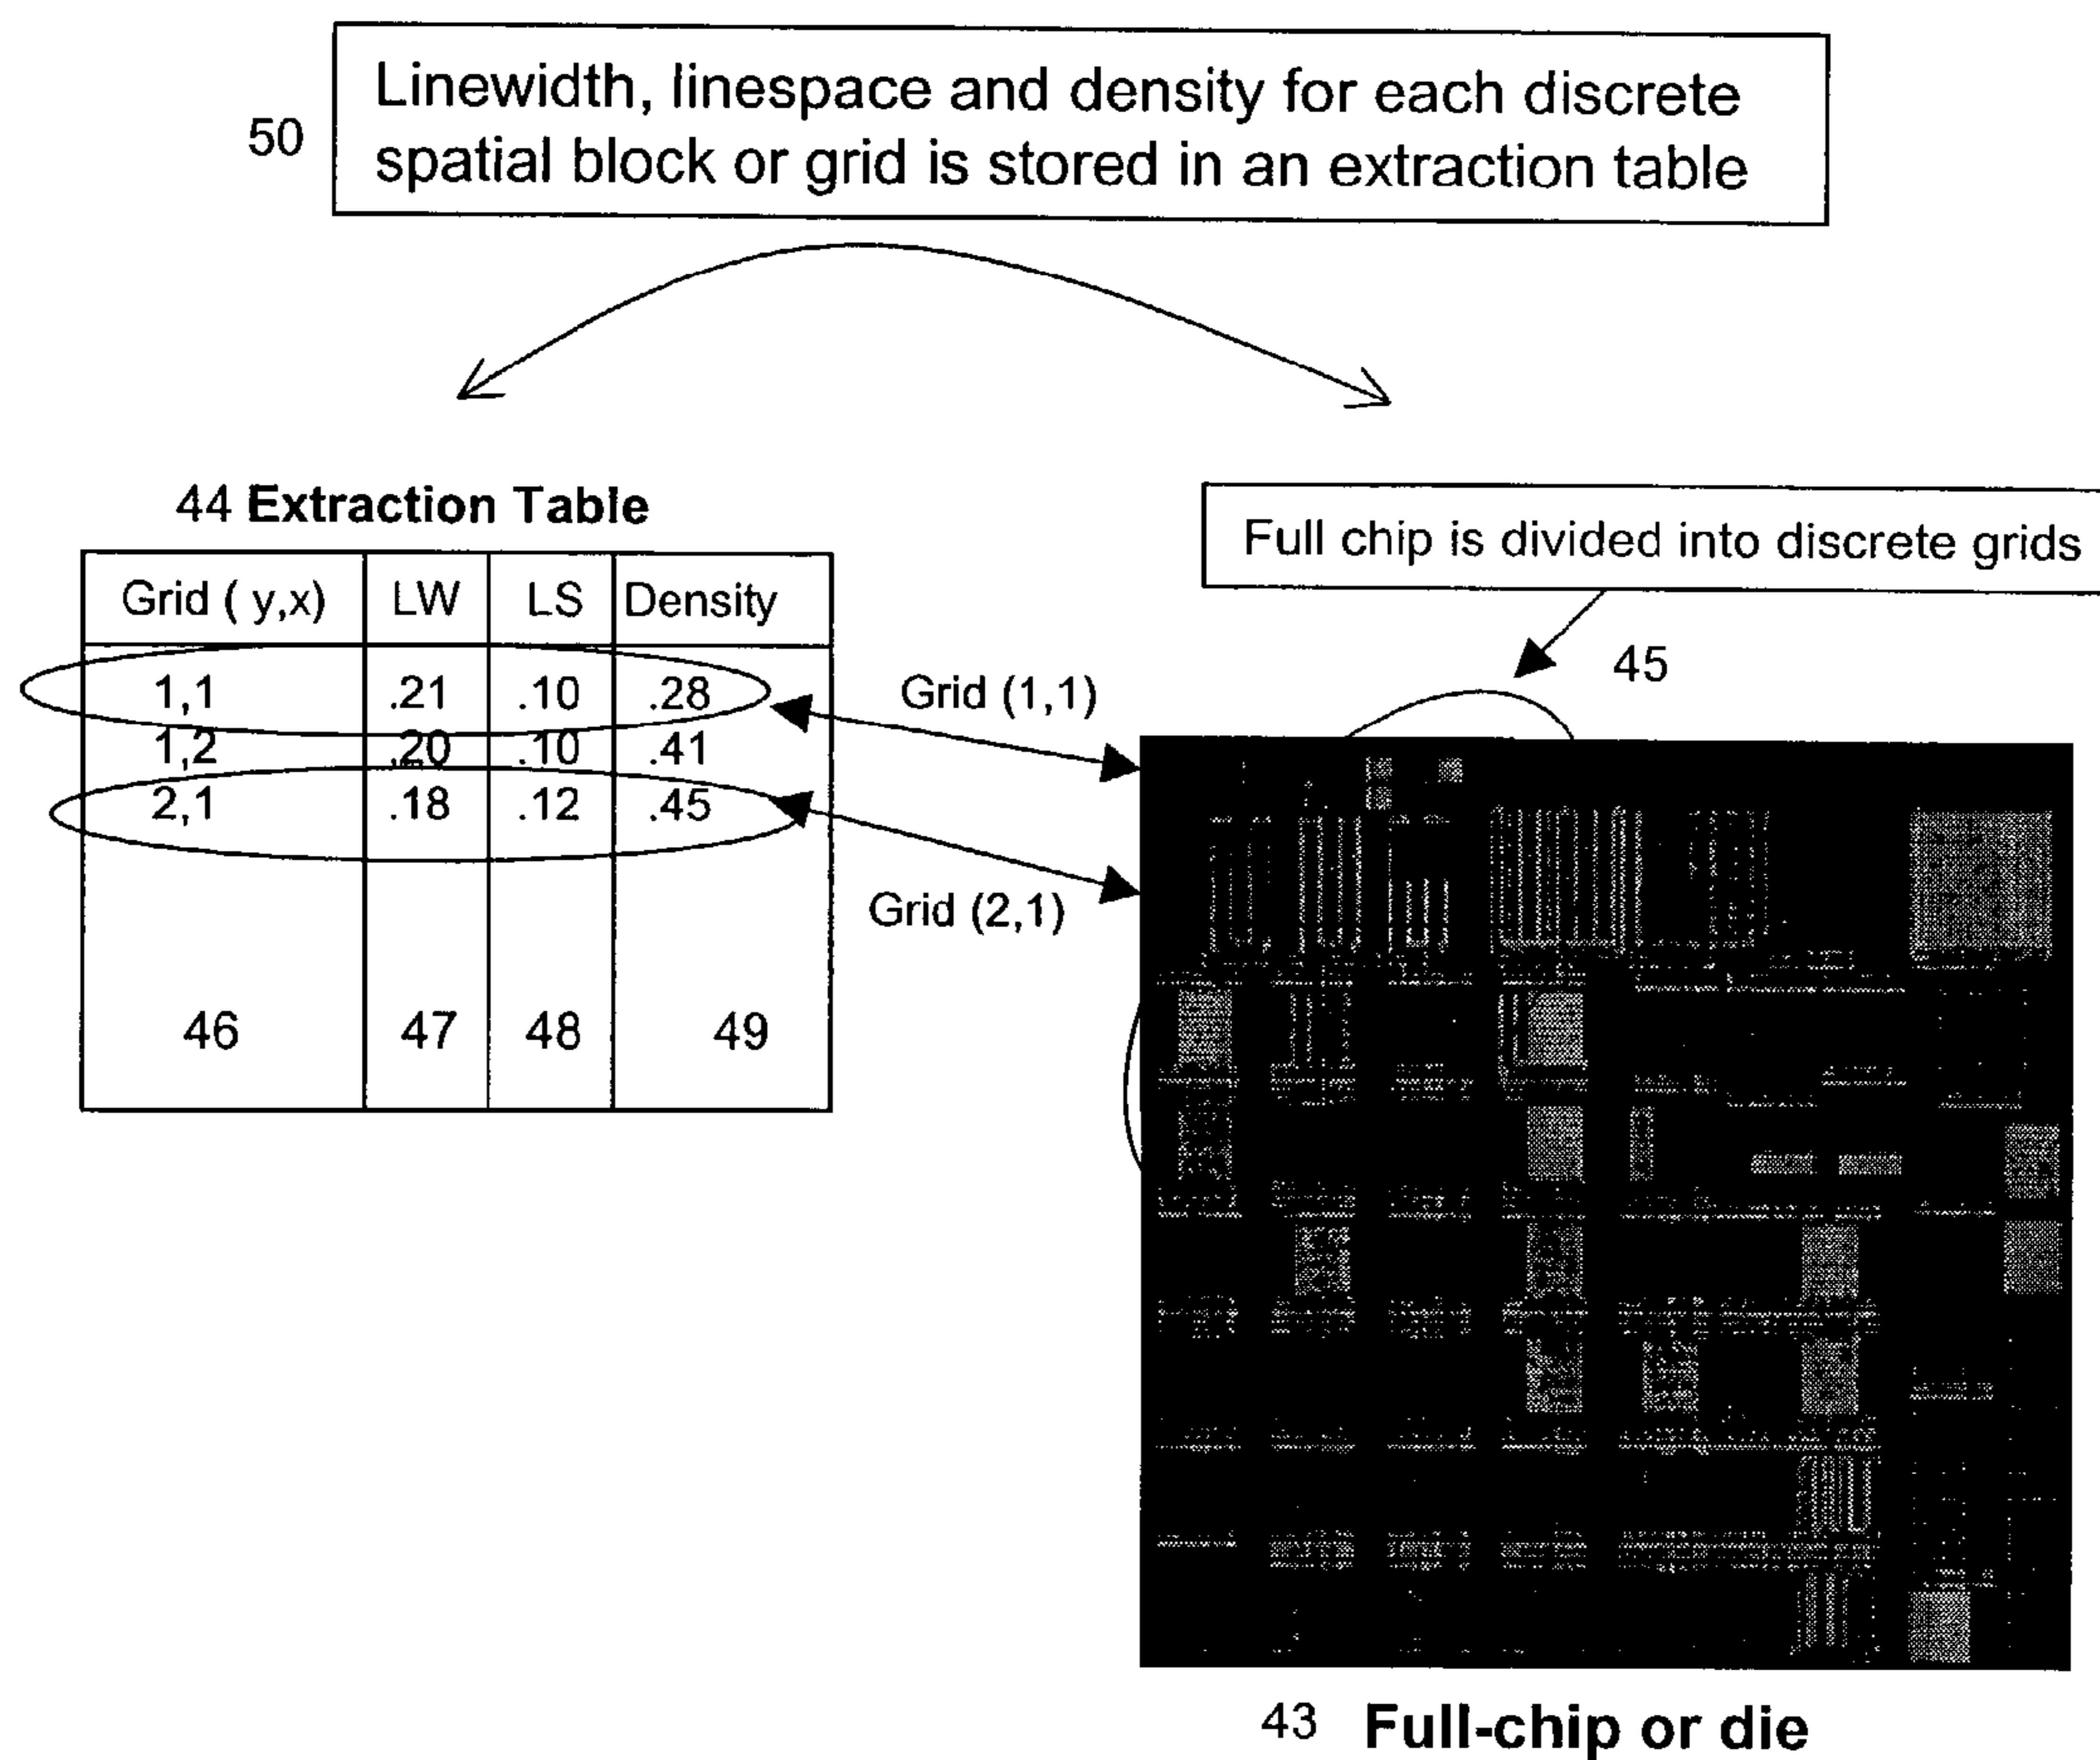 Linewidth, linespace and density for each discrete
50
spatial block or grid is stored in an extraction table
44 Extraction Table
Full chip is divided into discrete grids
Grid ( y,x) LW LS Density
45
1,1 .21 .10 .28
Grid (1,1)
1,2 .20 .10 .41
2,1 .18 .12 .45
Grid (2,1)
46 47 48 49
43 Full-chip or die